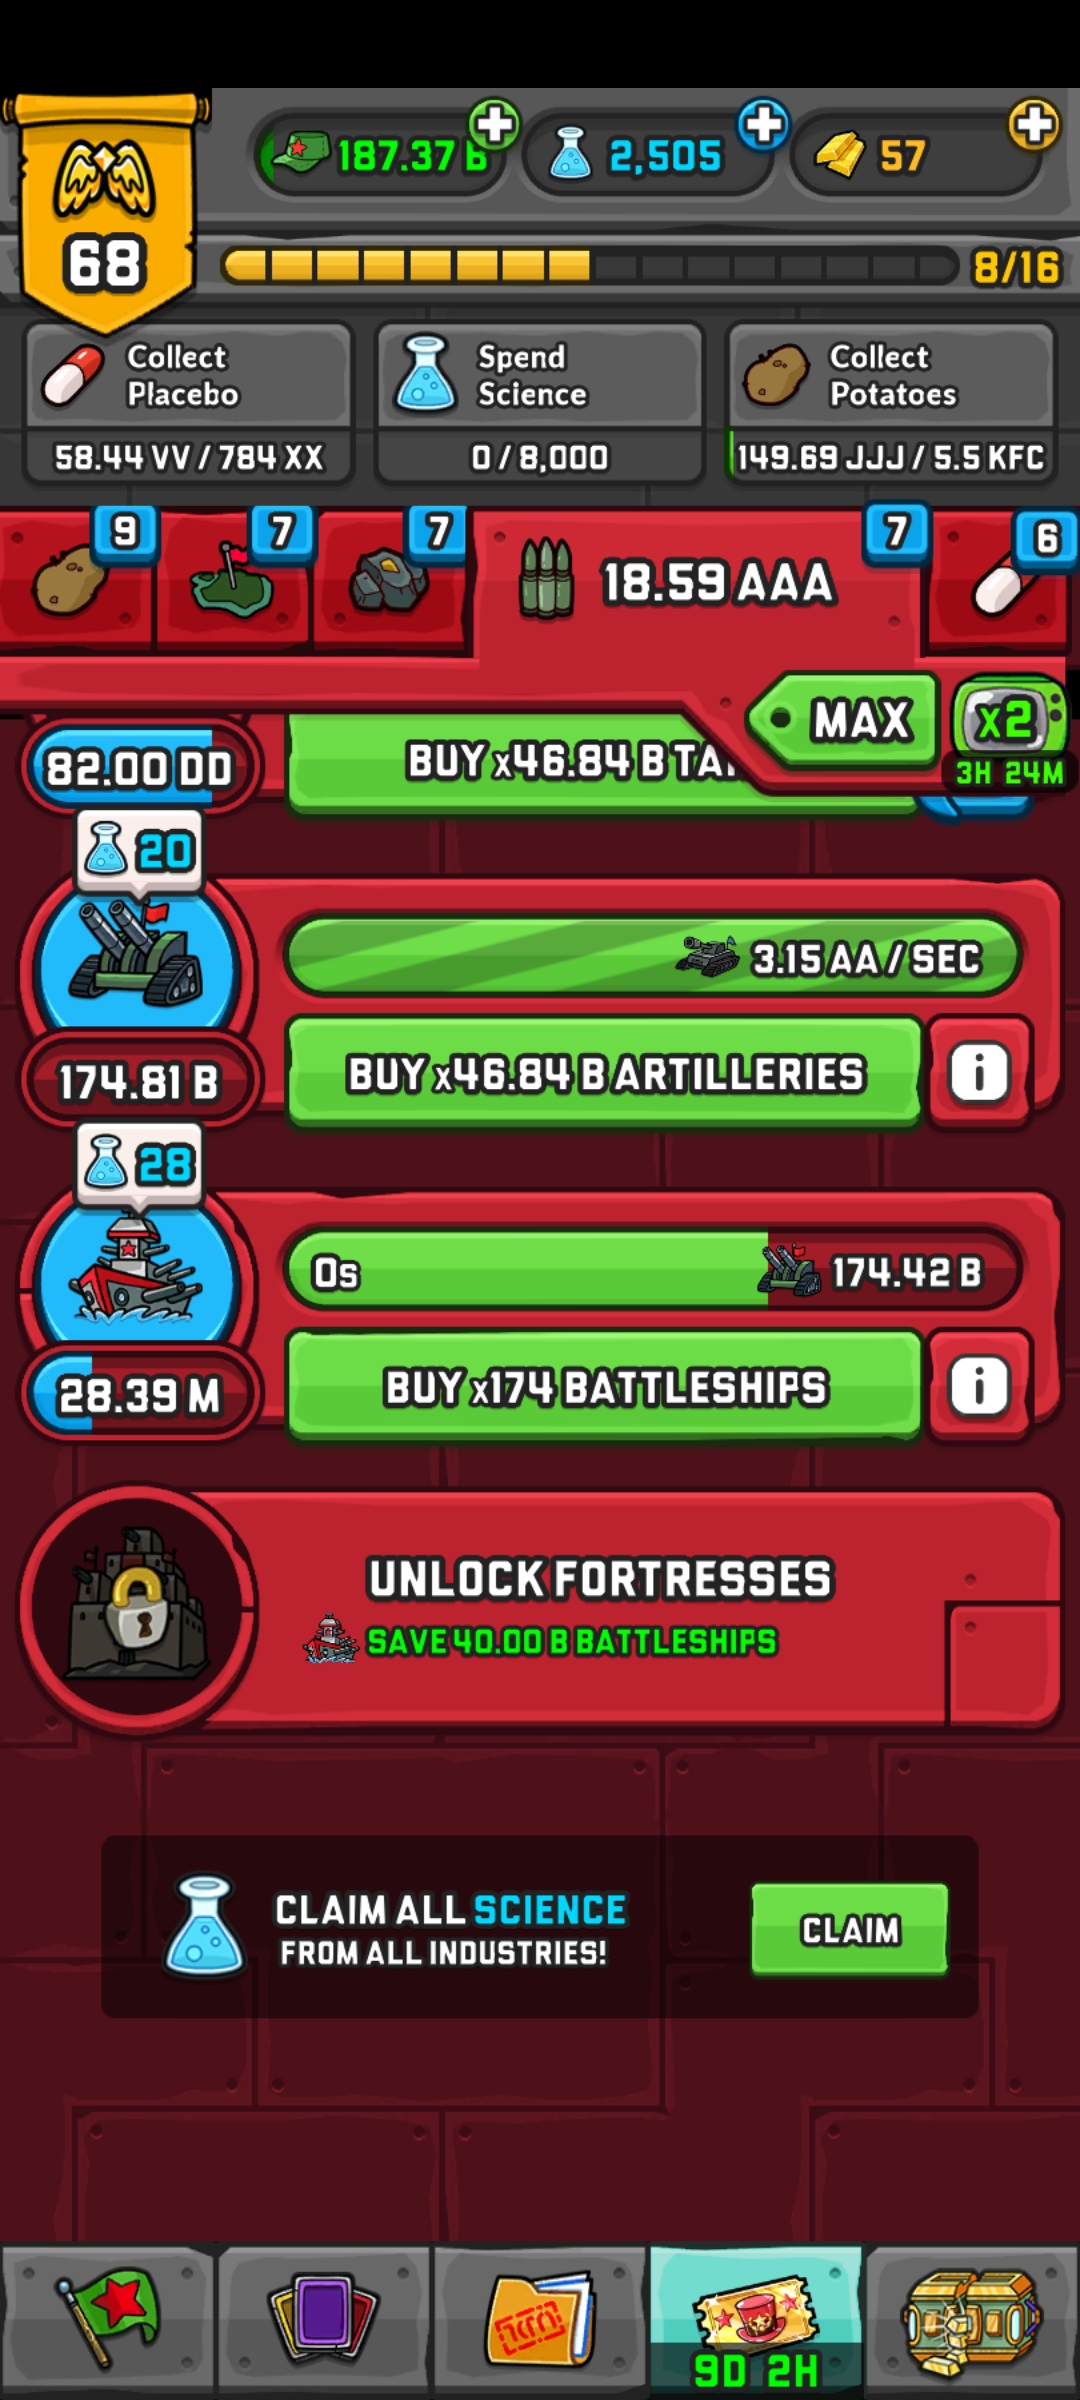 187.37 B
2,505
57
68
8/16
Collect
Placebo
58.44 VV / 784 XX
Spend
Science
0 / 8,000
Collect
Potatoes
149.69 JJJ / 5.5 KFC
9
7
7
18.59 AAA
7
6
MAX
x2
3H 24M
82.00 DD
BUY x46.84 B TA
20
3.15 AA / SEC
174.81 B
BUY x46.84 B ARTILLERIES
i
28
0s
174.42 B
28.39 M
BUY x174 BATTLESHIPS
i
UNLOCK FORTRESSES
SAVE 40.00 B BATTLESHIPS
CLAIM ALL SCIENCE
FROM ALL INDUSTRIES!
CLAIM
9D 2H